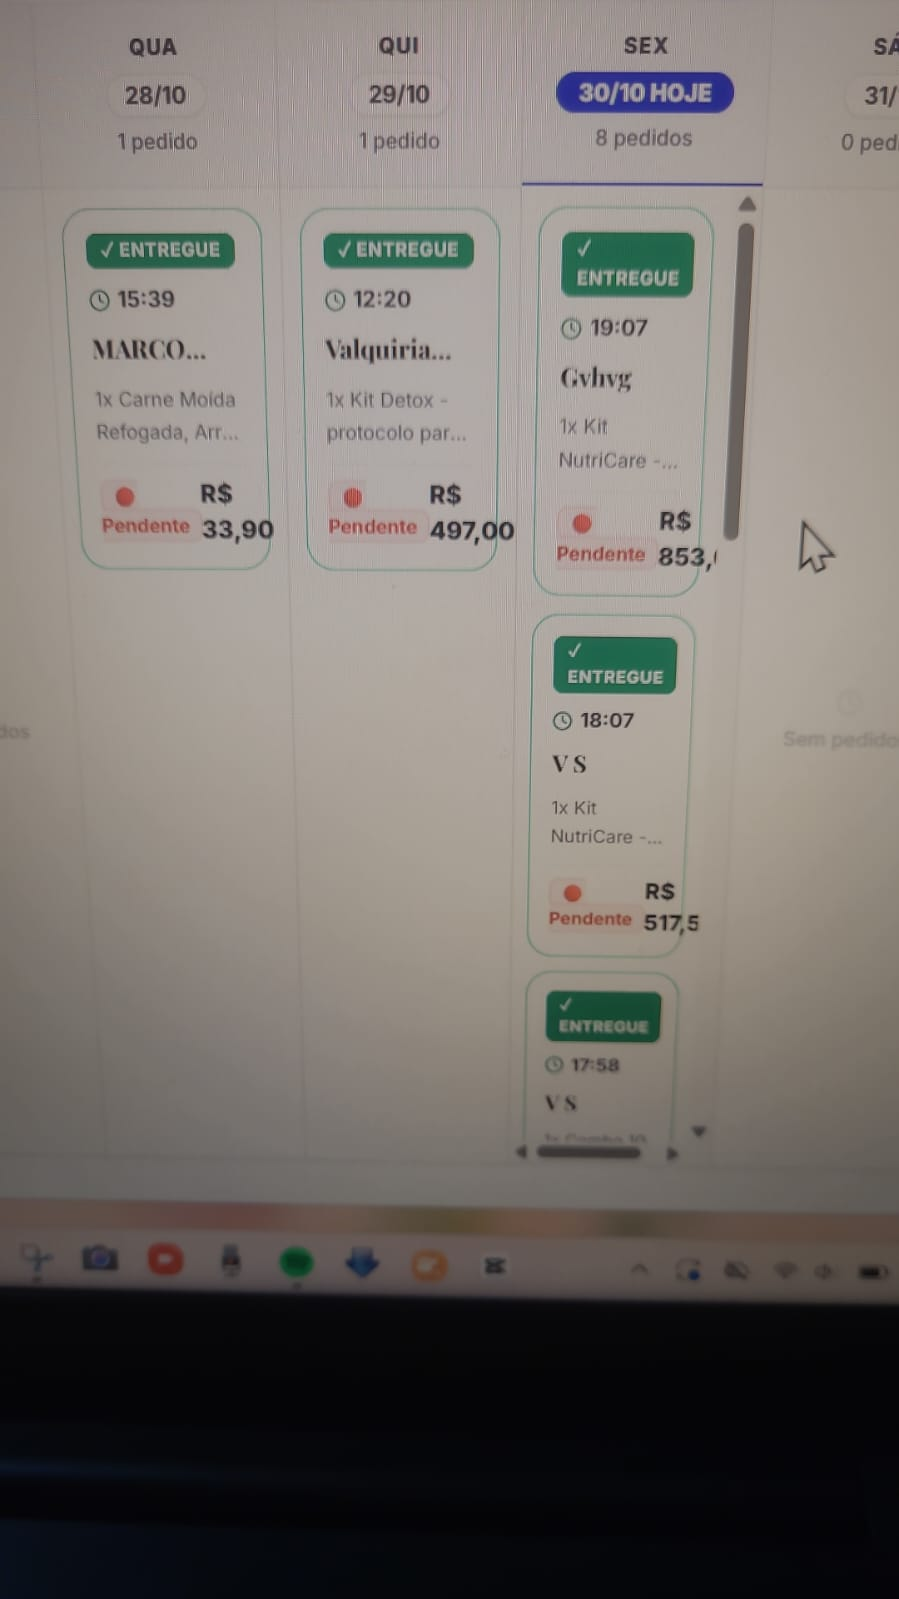 QUA
28/10
1 pedido
QUI
29/10
1 pedido
SEX
30/10 HOJE
8 pedidos
SÁ
31/
0 ped
✓ ENTREGUE
15:39
MARCO...
1x Carne Moída
Refogada, Arr...
Pendente
R$
33,90
✓ ENTREGUE
12:20
Valquiria...
1x Kit Detox -
protocolo par...
Pendente
R$
497,00
✓
ENTREGUE
19:07
Gvhvg
1x Kit
NutriCare -...
Pendente
R$
853,
✓
ENTREGUE
18:07
V S
1x Kit
NutriCare -...
Pendente
R$
517,5
✓
ENTREGUE
17:58
V S
dos
Sem pedido